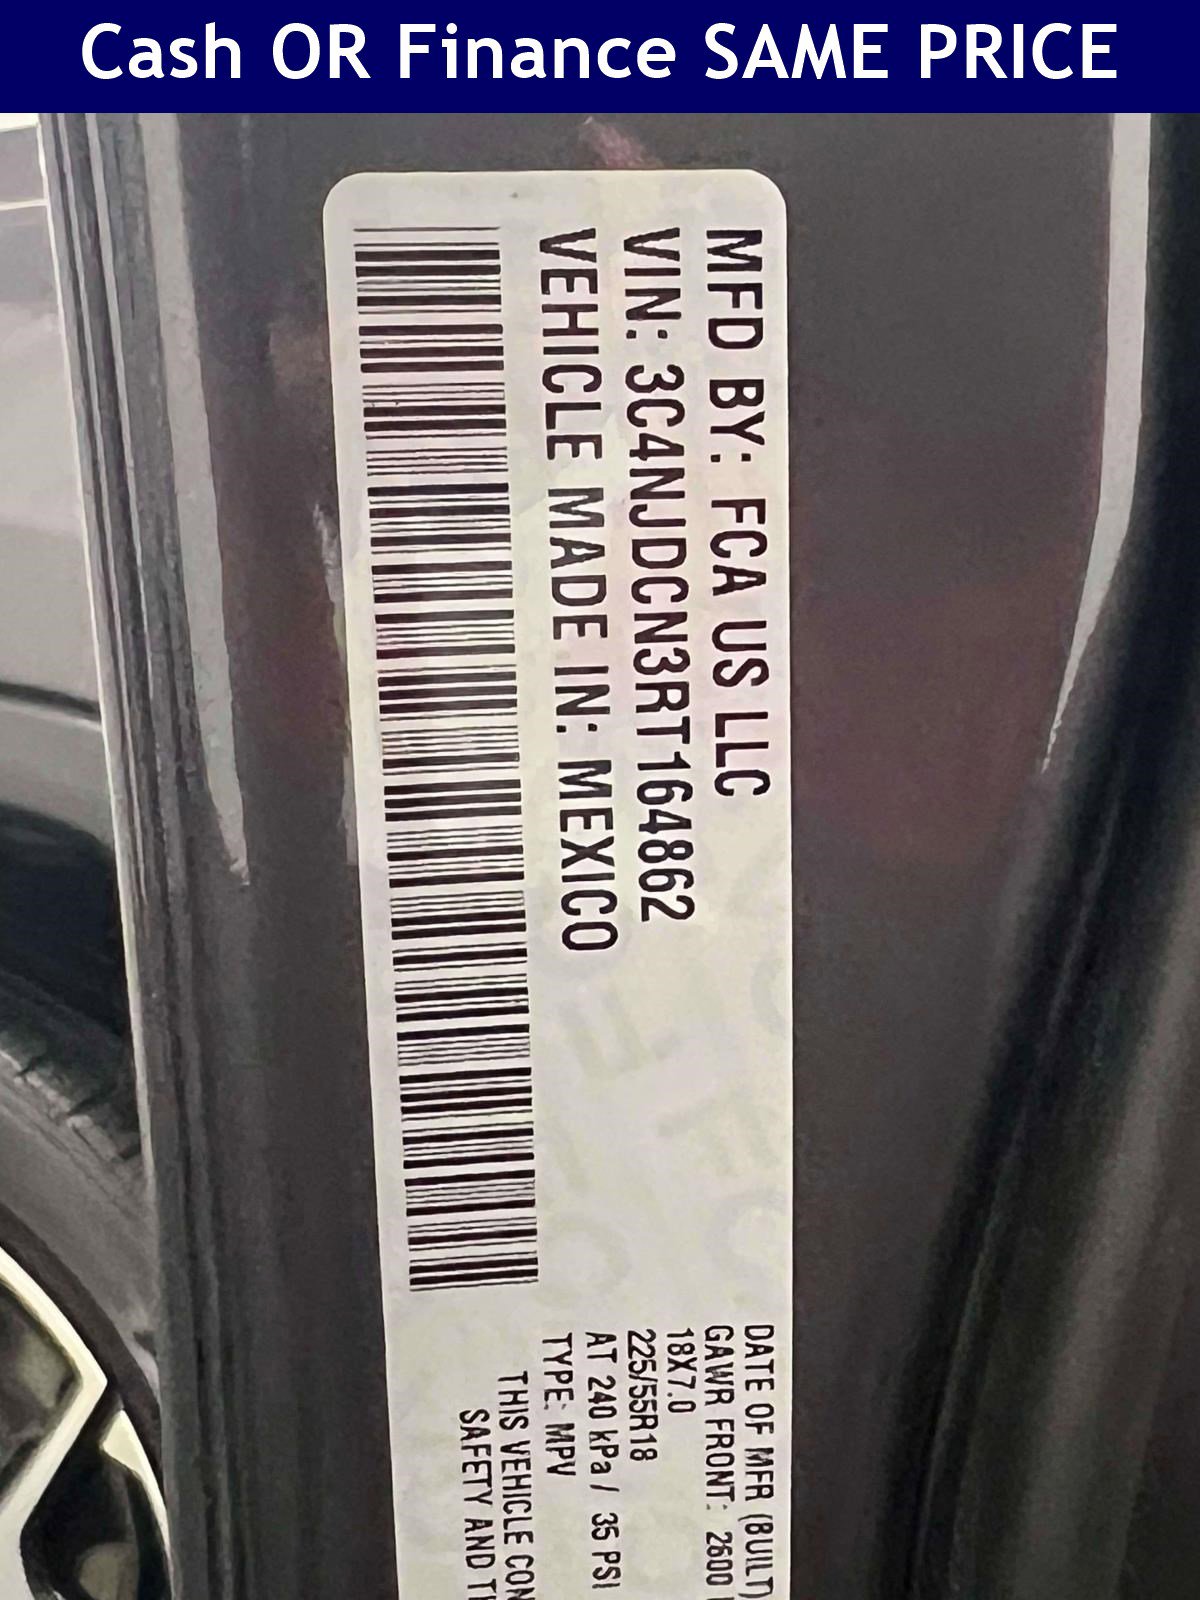 Cash OR Finance SAME PRICE
MFD BY: FCA US LLC
VIN: 3C4NJDCN3RT164862
VEHICLE MADE IN: MEXICO
DATE OF MFR (BUILT)
GAWR FRONT: 2600
18X7.0
225/55R18
AT 240 kPa / 35 PSI
TYPE: MPV
THIS VEHICLE CON
SAFETY AND